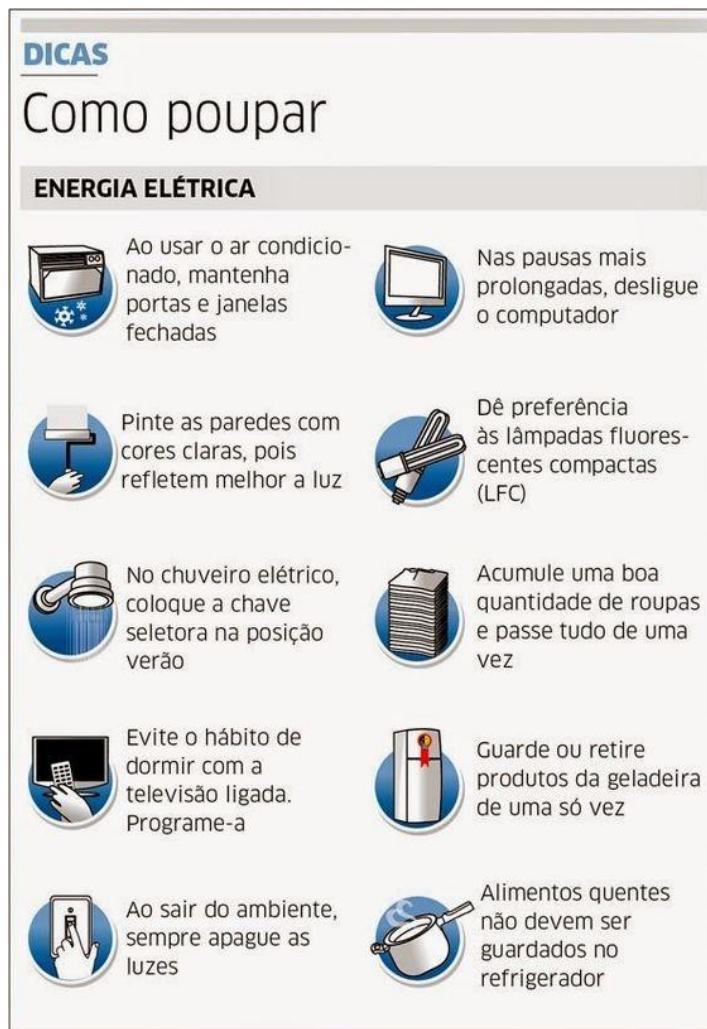 DICAS
Como poupar
ENERGIA ELÉTRICA
Ao usar o ar condicio-
nado, mantenha
portas e janelas
fechadas
Nas pausas mais
prolongadas, desligue
o computador
Pinte as paredes com
cores claras, pois
refletem melhor a luz
Dê preferência
às lâmpadas fluores-
centes compactas
(LFC)
No chuveiro elétrico,
coloque a chave
seletora na posição
verão
Acumule uma boa
quantidade de roupas
e passe tudo de uma
vez
Evite o hábito de
dormir com a
televisão ligada.
Programe-a
Guarde ou retire
produtos da geladeira
de uma só vez
Ao sair do ambiente,
sempre apague as
luzes
Alimentos quentes
não devem ser
guardados no
refrigerador